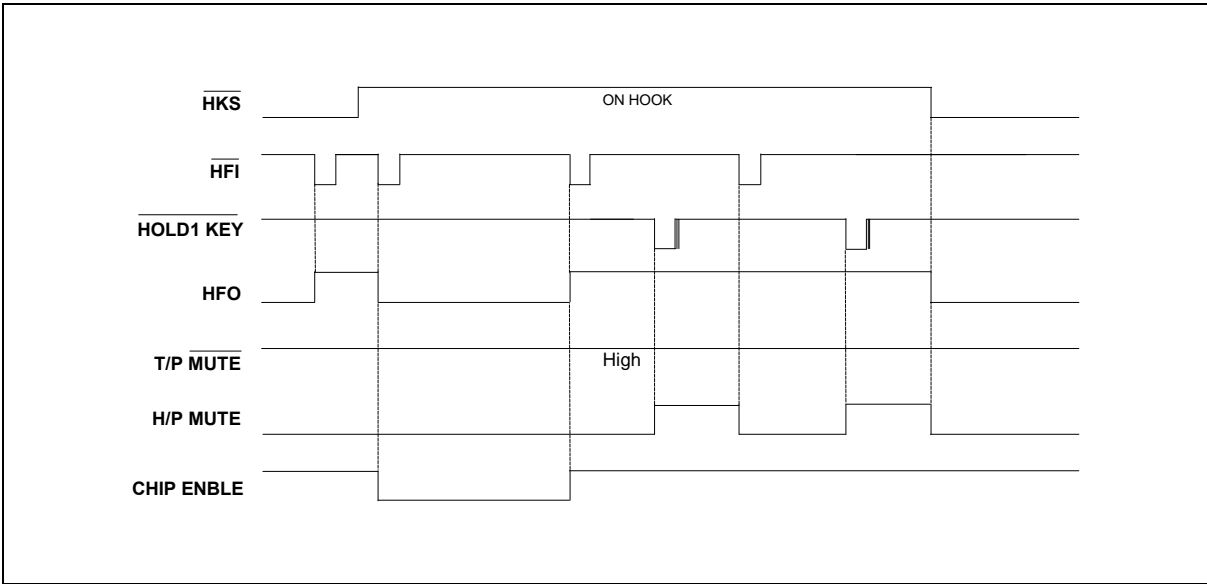 HKS
ON HOOK
HFI
HOLD1 KEY
HFO
T/P MUTE
High
H/P MUTE
CHIP ENBLE